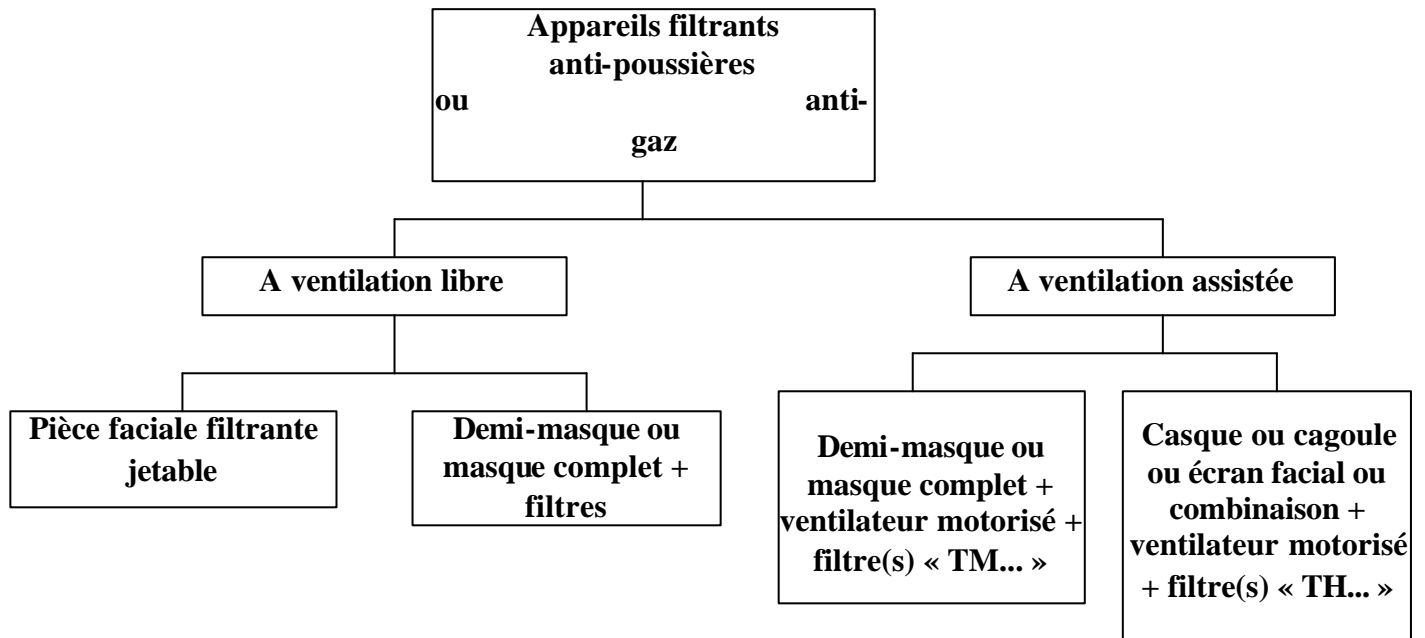 Appareils filtrants
anti-poussières
ou anti-
gaz
A ventilation libre
A ventilation assistée
Pièce faciale filtrante
jetable
Demi-masque ou
masque complet +
filtres
Demi-masque ou
masque complet +
ventilateur motorisé +
filtre(s) « TM... »
Casque ou cagoule
ou écran facial ou
combinaison +
ventilateur motorisé
+ filtre(s) « TH... »